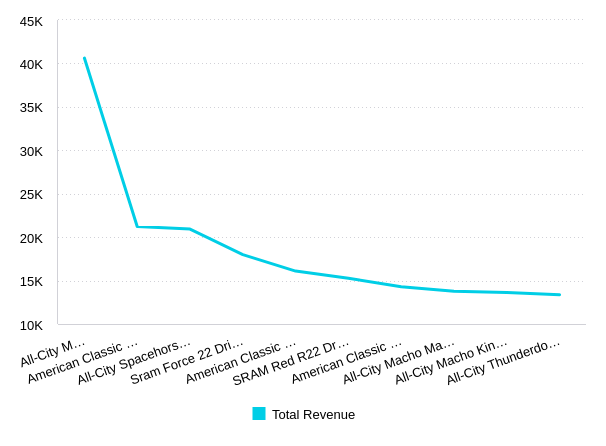 45K
40K
35K
30K
25K
20K
15K
10K
All-City M...
American Classic ...
All-City Spacehors...
Sram Force 22 Dri...
American Classic ...
SRAM Red R22 Dr...
American Classic ...
All-City Macho Ma...
All-City Macho Kin...
All-City Thunderdo...
Total Revenue